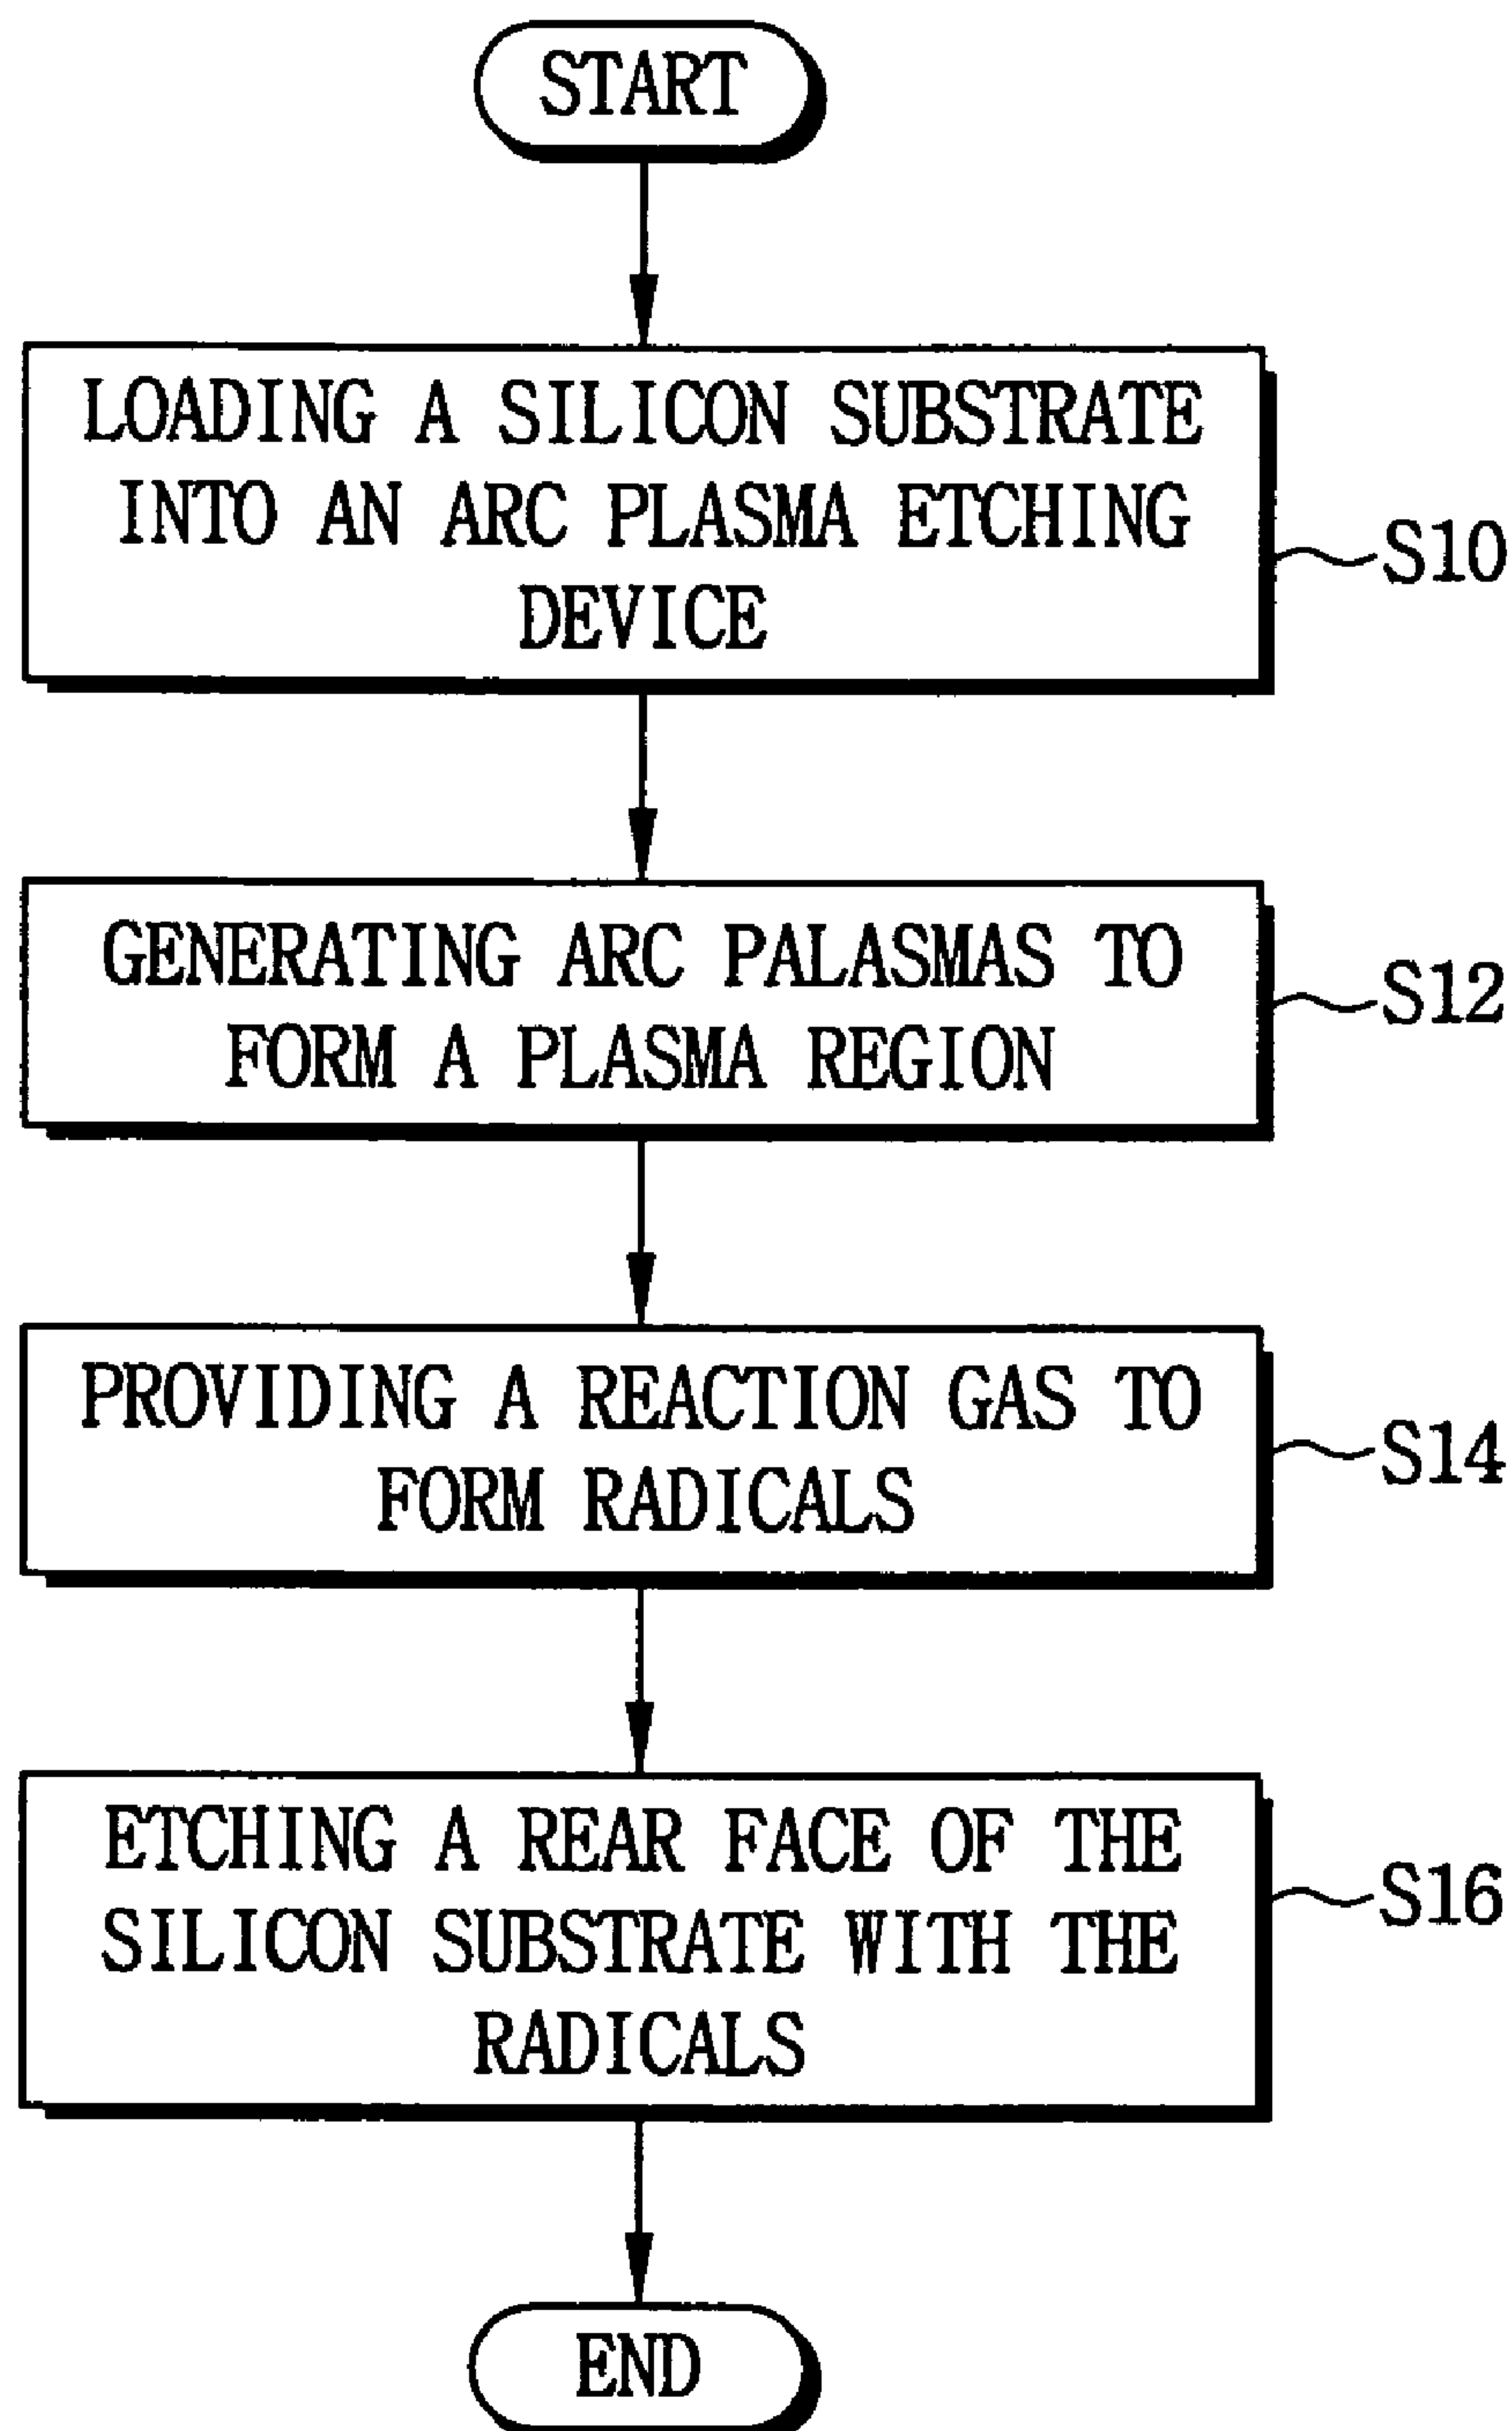 START
LOADING A SILICON SUBSTRATE
INTO AN ARC PLASMA ETCHING
DEVICE
S10
GENERATING ARC PALASMAS TO
FORM A PLASMA REGION
S12
PROVIDING A REACTION GAS TO
FORM RADICALS
S14
ETCHING A REAR FACE OF THE
SILICON SUBSTRATE WITH THE
RADICALS
S16
END